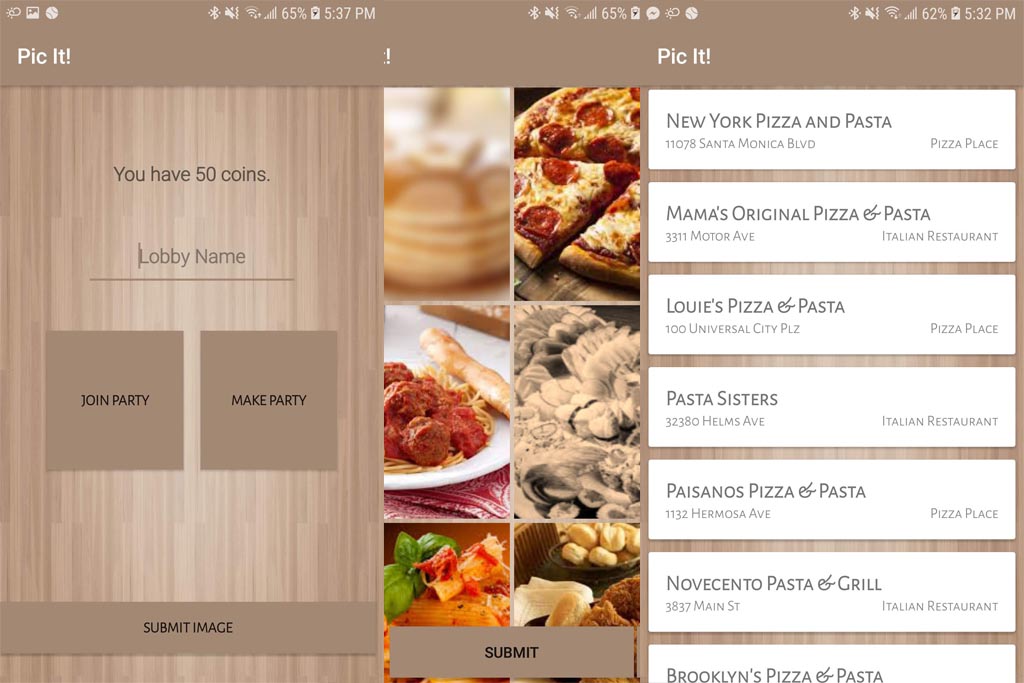 65% 5:37 PM
Pic It!
You have 50 coins.
Lobby Name
JOIN PARTY
MAKE PARTY
SUBMIT IMAGE
65%
!
SUBMIT
62% 5:32 PM
Pic It!
New York Pizza and Pasta
11078 Santa Monica Blvd Pizza Place
Mama's Original Pizza & Pasta
3311 Motor Ave Italian Restaurant
Louie's Pizza & Pasta
100 Universal City Plz Pizza Place
Pasta Sisters
32380 Helms Ave Italian Restaurant
Paisanos Pizza & Pasta
1132 Hermosa Ave Pizza Place
Novecento Pasta & Grill
3837 Main St Italian Restaurant
Brooklyn's Pizza & Pasta